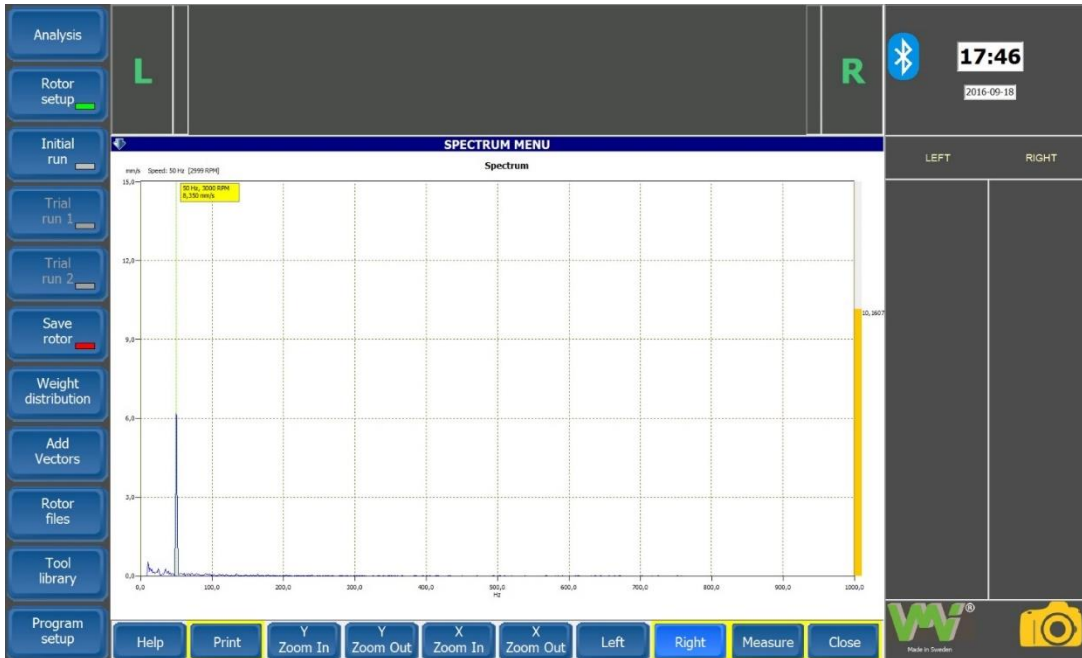 Analysis
Rotor
setup
Initial
run
Trial
run 1
Trial
run 2
Save
rotor
Weight
distribution
Add
Vectors
Rotor
files
Tool
library
Program
setup
L
R
SPECTRUM MENU
Spectrum
mm/s Speed: 50 Hz [2999 RPM]
50 Hz, 3000 RPM
8,350 mm/s
15,0
12,0
9,0
6,0
3,0
0,0
0,0 100,0 200,0 300,0 400,0 500,0 600,0 700,0 800,0 900,0 1000,0
Hz
10,1607
Help
Print
Y
Zoom In
Y
Zoom Out
X
Zoom In
X
Zoom Out
Left
Right
Measure
Close
17:46
2016-09-18
LEFT RIGHT
VMI®
Made in Sweden